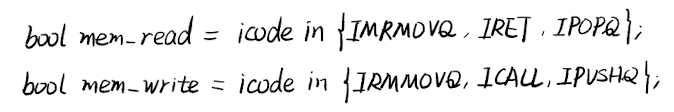 bool mem_read = icode in {IMRMOVQ, IRET, IPOPQ};
bool mem_write = icode in {IRMMOVQ, ICALL, IPUSHQ};